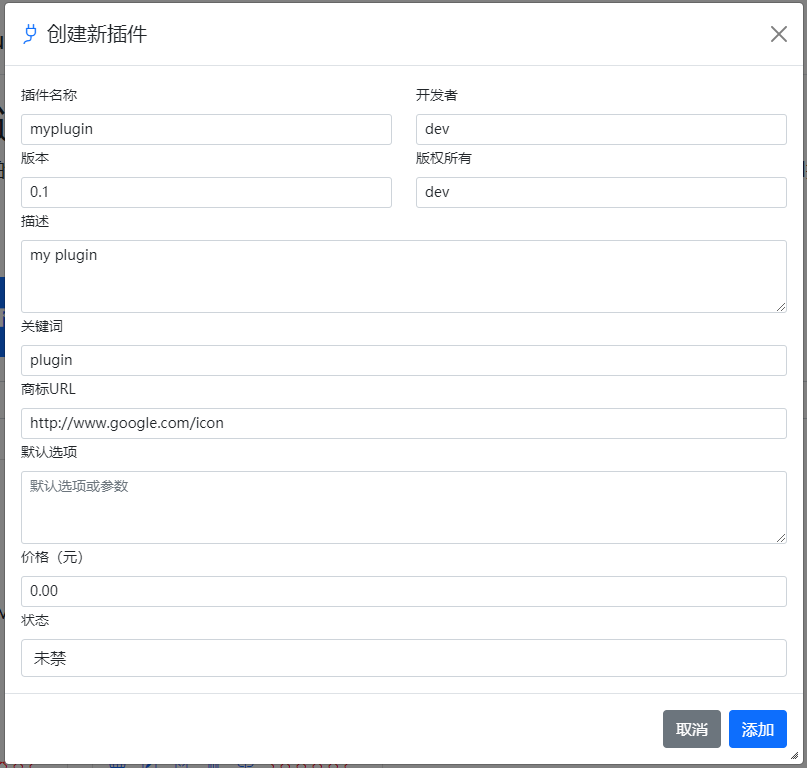 创建新插件
插件名称
开发者
myplugin
dev
版本
版权所有
0.1
dev
描述
my plugin
关键词
plugin
商标URL
http://www.google.com/icon
默认选项
默认选项或参数
价格（元）
0.00
状态
未禁
取消
添加